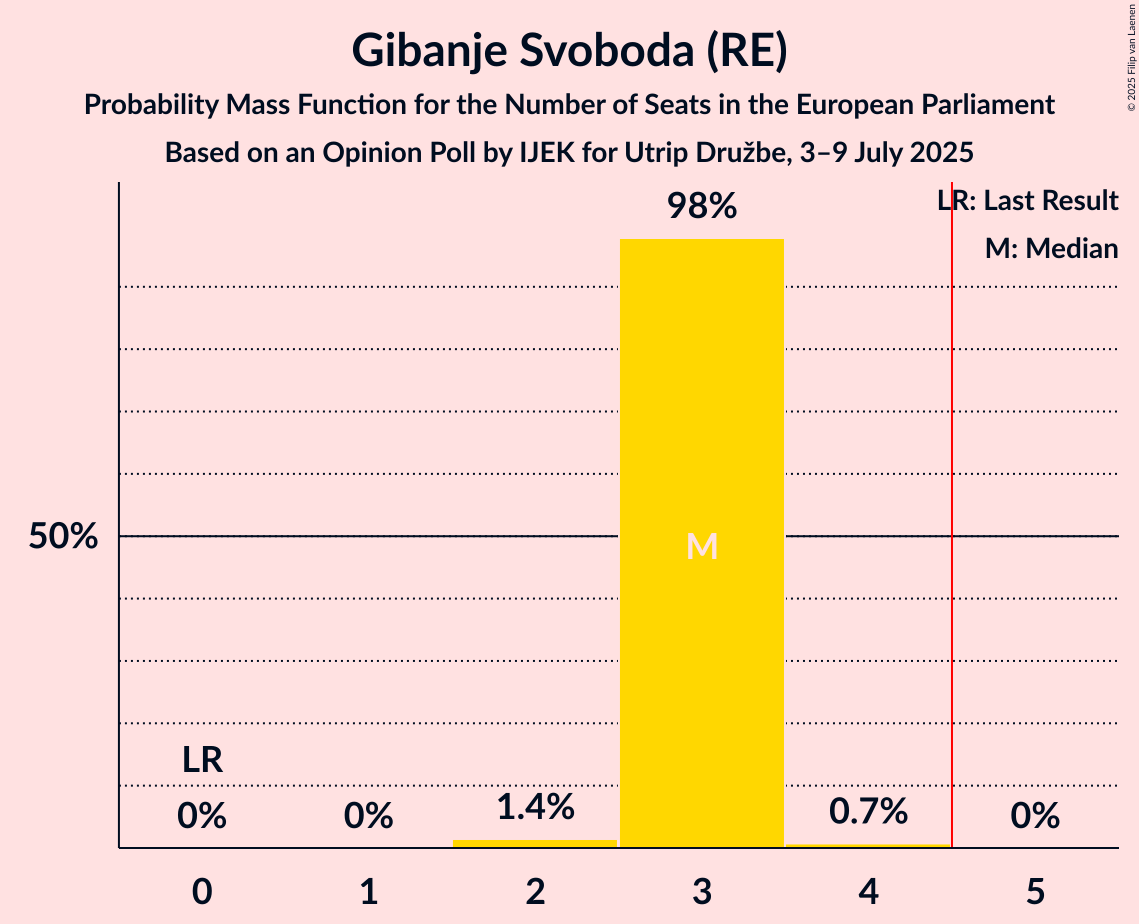 Gibanje Svoboda (RE)
Probability Mass Function for the Number of Seats in the European Parliament
Based on an Opinion Poll by IJEK for Utrip Družbe, 3–9 July 2025
© 2025 Filip van Laenen
LR: Last Result
M: Median
98%
50%
M
LR
0%
0%
1.4%
0.7%
0%
0
1
2
3
4
5